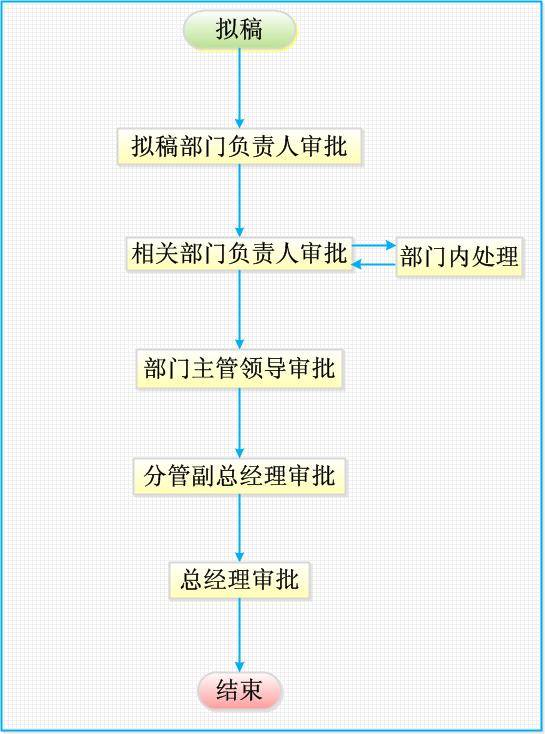 拟稿
拟稿部门负责人审批
相关部门负责人审批
部门内处理
部门主管领导审批
分管副总经理审批
总经理审批
结束